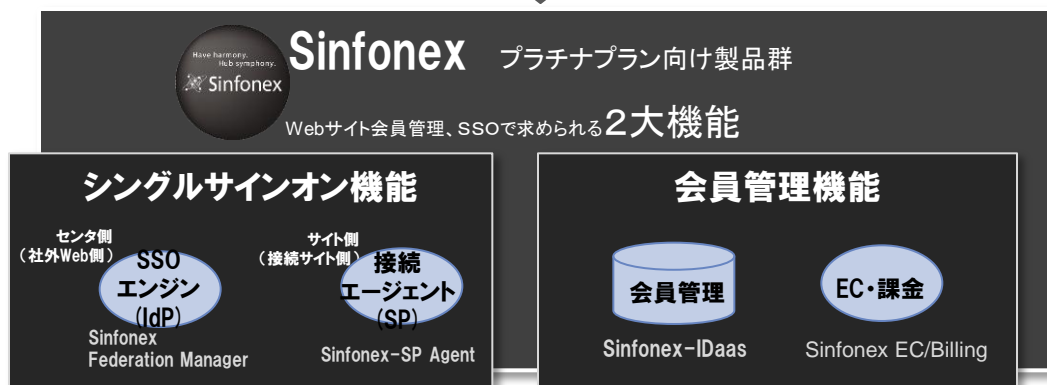 Have harmony.
Hub symphony.
Sinfonex
Sinfonex プラチナプラン向け製品群
Webサイト会員管理、SSOで求められる2大機能
シングルサインオン機能
センタ側
(社外Web側)
SSO
エンジン
(IdP)
Sinfonex
Federation Manager
サイト側
(接続サイト側)
接続
エージェント
(SP)
Sinfonex-SP Agent
会員管理機能
会員管理
Sinfonex-IDaas
EC・課金
Sinfonex EC/Billing